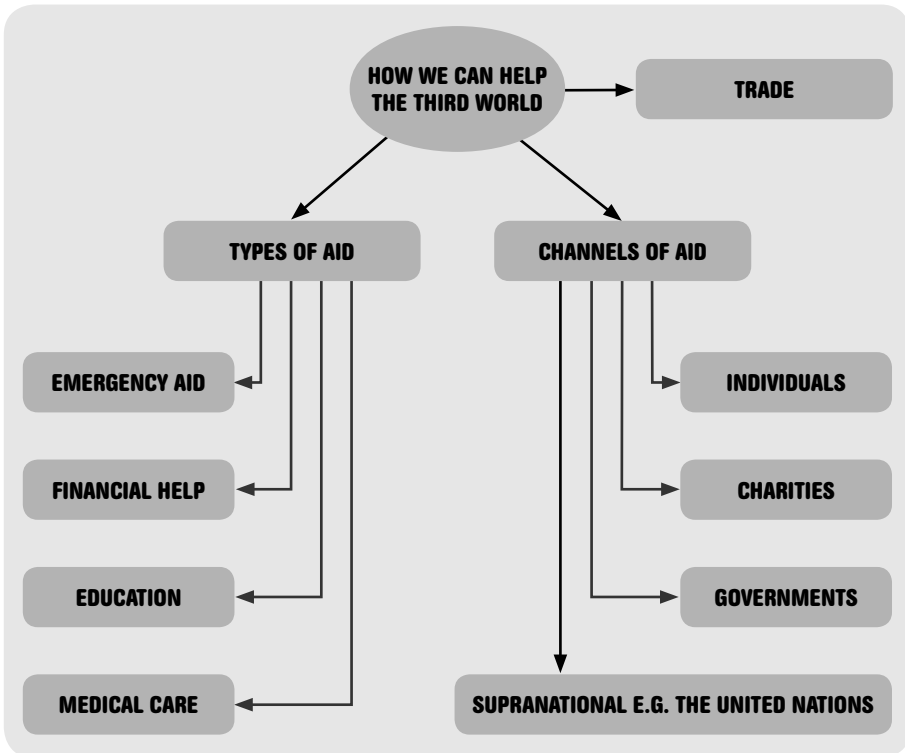 HOW WE CAN HELP
THE THIRD WORLD
TRADE
TYPES OF AID
CHANNELS OF AID
EMERGENCY AID
INDIVIDUALS
FINANCIAL HELP
CHARITIES
EDUCATION
GOVERNMENTS
MEDICAL CARE
SUPRANATIONAL E.G. THE UNITED NATIONS